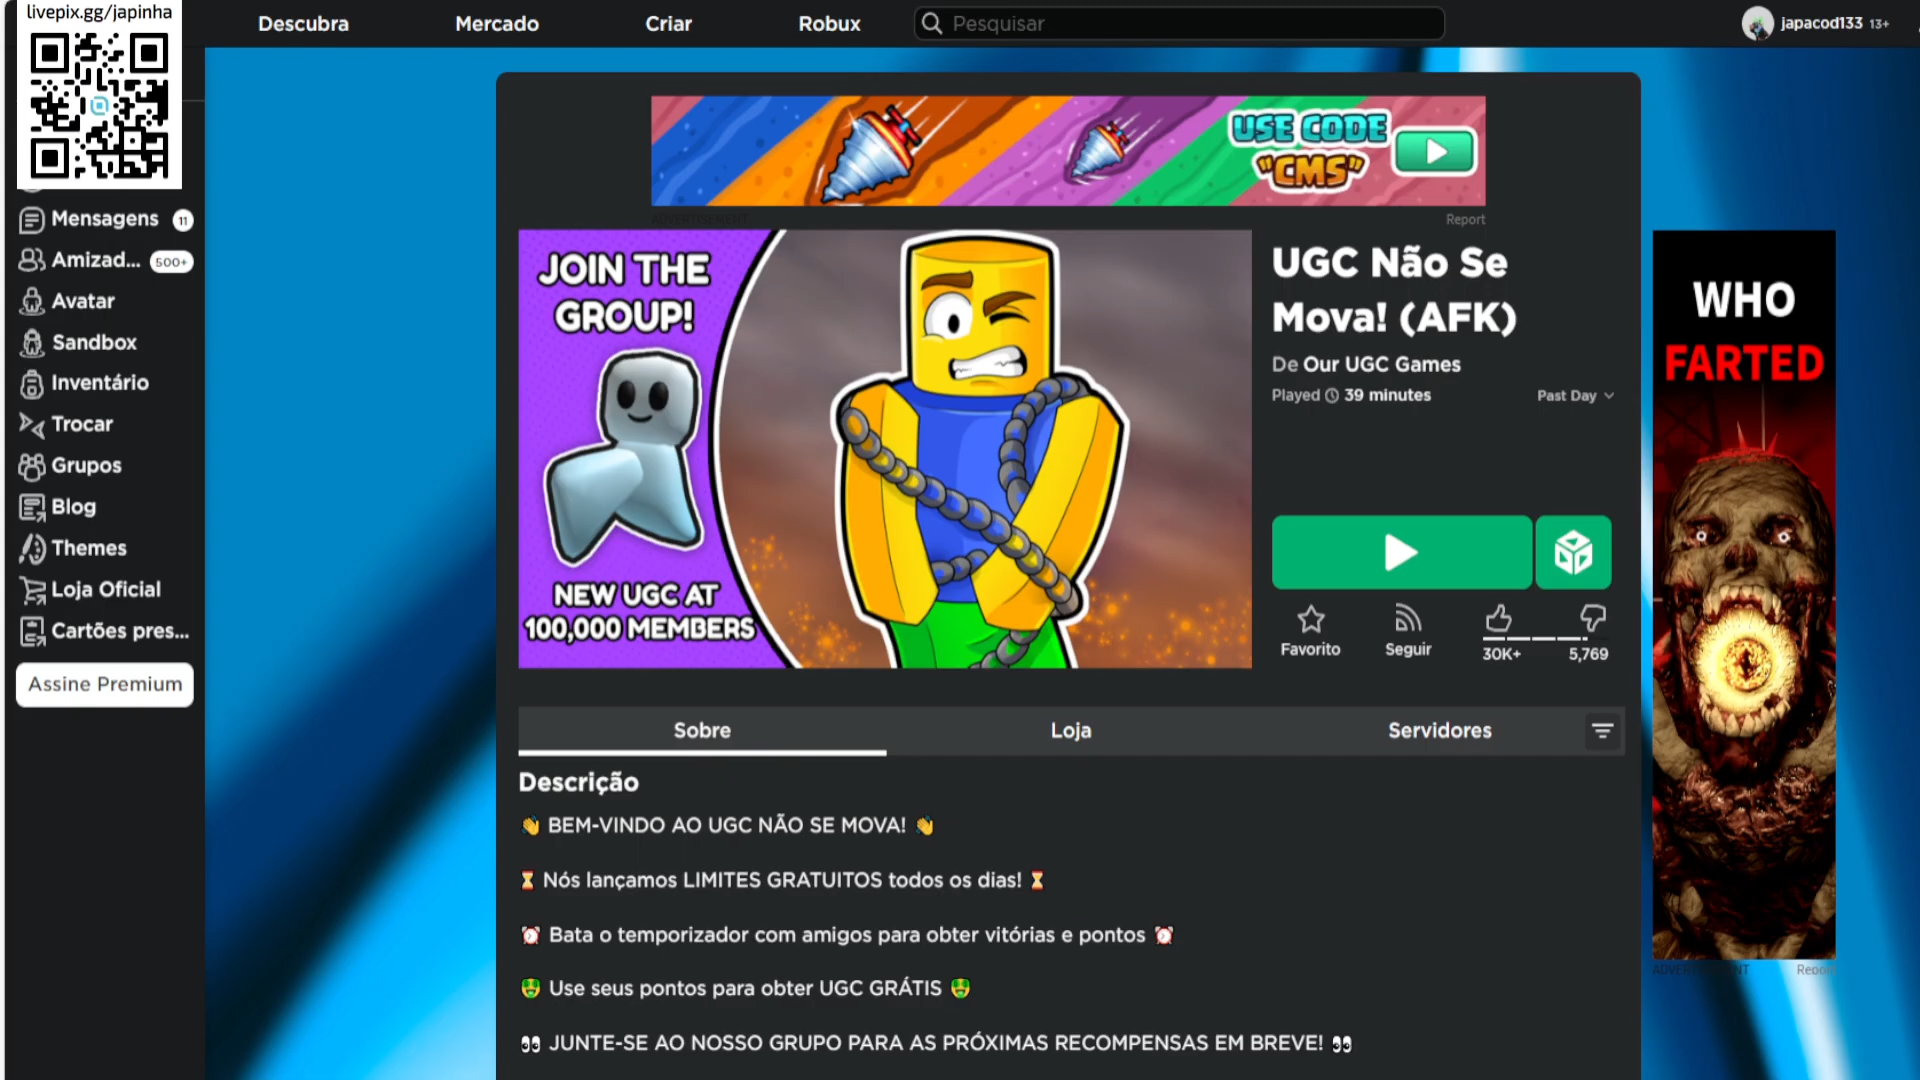 livepix.gg/japinha
Descubra
Mercado
Criar
Robux
Pesquisar
japacod133 13+
Mensagens 11
Amizad... 500+
Avatar
Sandbox
Inventário
Trocar
Grupos
Blog
Themes
Loja Oficial
Cartões pres...
Assine Premium
USE CODE
"CMS"
ADVERTISEMENT
Report
JOIN THE
GROUP!
NEW UGC AT
100,000 MEMBERS
UGC Não Se
Mova! (AFK)
De Our UGC Games
Played 39 minutes
Past Day
Favorito
Seguir
30K+
5,769
Sobre
Loja
Servidores
Descrição
👋 BEM-VINDO AO UGC NÃO SE MOVA! 👋
⏳ Nós lançamos LIMITES GRATUITOS todos os dias! ⏳
⏰ Bata o temporizador com amigos para obter vitórias e pontos ⏰
🤑 Use seus pontos para obter UGC GRÁTIS 🤑
👀 JUNTE-SE AO NOSSO GRUPO PARA AS PRÓXIMAS RECOMPENSAS EM BREVE! 👀
WHO
FARTED
ADVERTISEMENT
Report